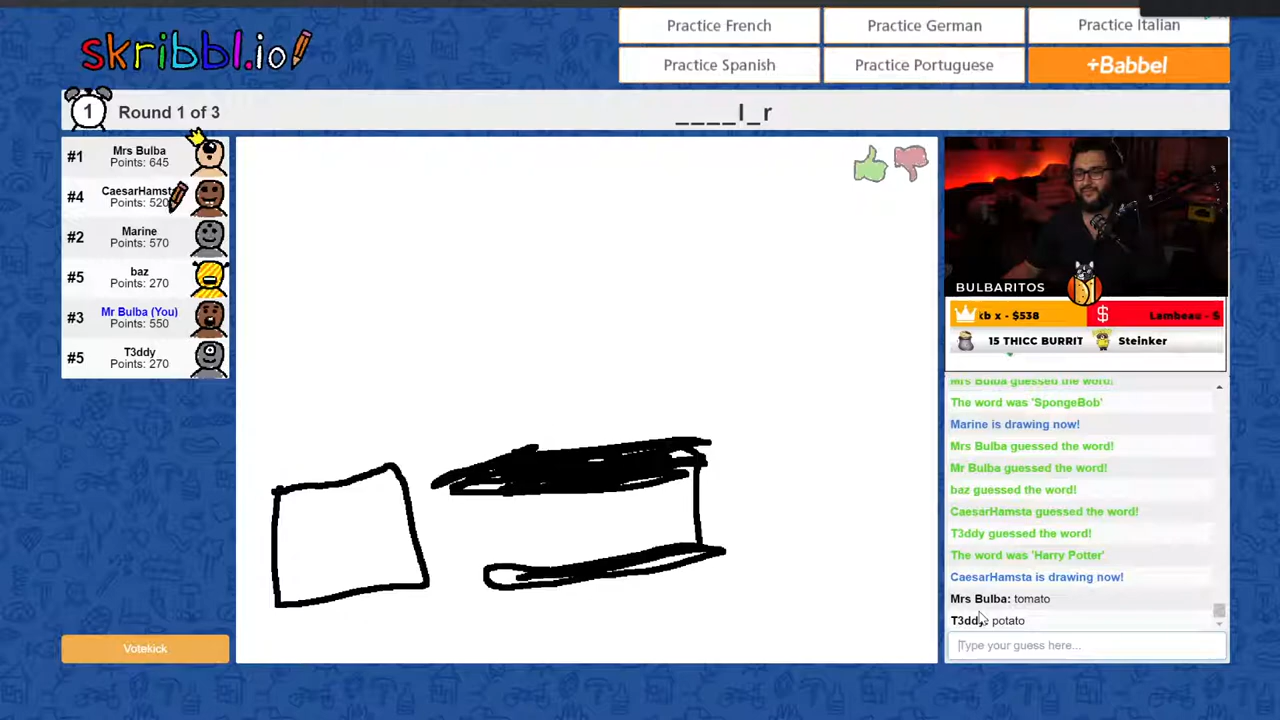 Practice French
Practice German
Practice Italian
Practice Spanish
Practice Portuguese
+Babbel
skribbl.io
1
Round 1 of 3
____l_r
#1
Mrs Bulba
Points: 645
#4
CaesarHamst
Points: 520
#2
Marine
Points: 570
#5
baz
Points: 270
#3
Mr Bulba (You)
Points: 550
#5
T3ddy
Points: 270
Votekick
BULBARITOS
kb x - $538
$
Lambeau - $
15 THICC BURRIT
Steinker
Mrs Bulba guessed the word!
The word was 'SpongeBob'
Marine is drawing now!
Mrs Bulba guessed the word!
Mr Bulba guessed the word!
baz guessed the word!
CaesarHamsta guessed the word!
T3ddy guessed the word!
The word was 'Harry Potter'
CaesarHamsta is drawing now!
Mrs Bulba: tomato
T3ddy: potato
Type your guess here...